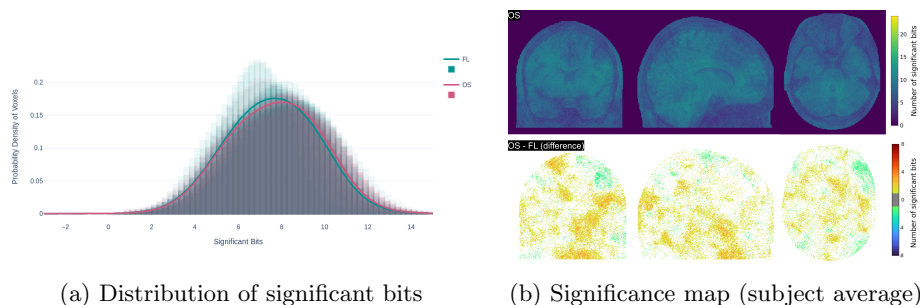 FL
OS
0.2
0.15
0.1
0.05
0
−2
0
2
4
6
8
10
12
14
Probability Density of Voxels
Significant Bits
(a) Distribution of significant bits
OS
20
15
10
5
0
Number of significant bits
OS - FL (difference)
8
4
2
0
2
4
8
Number of significant bits
(b) Significance map (subject average)